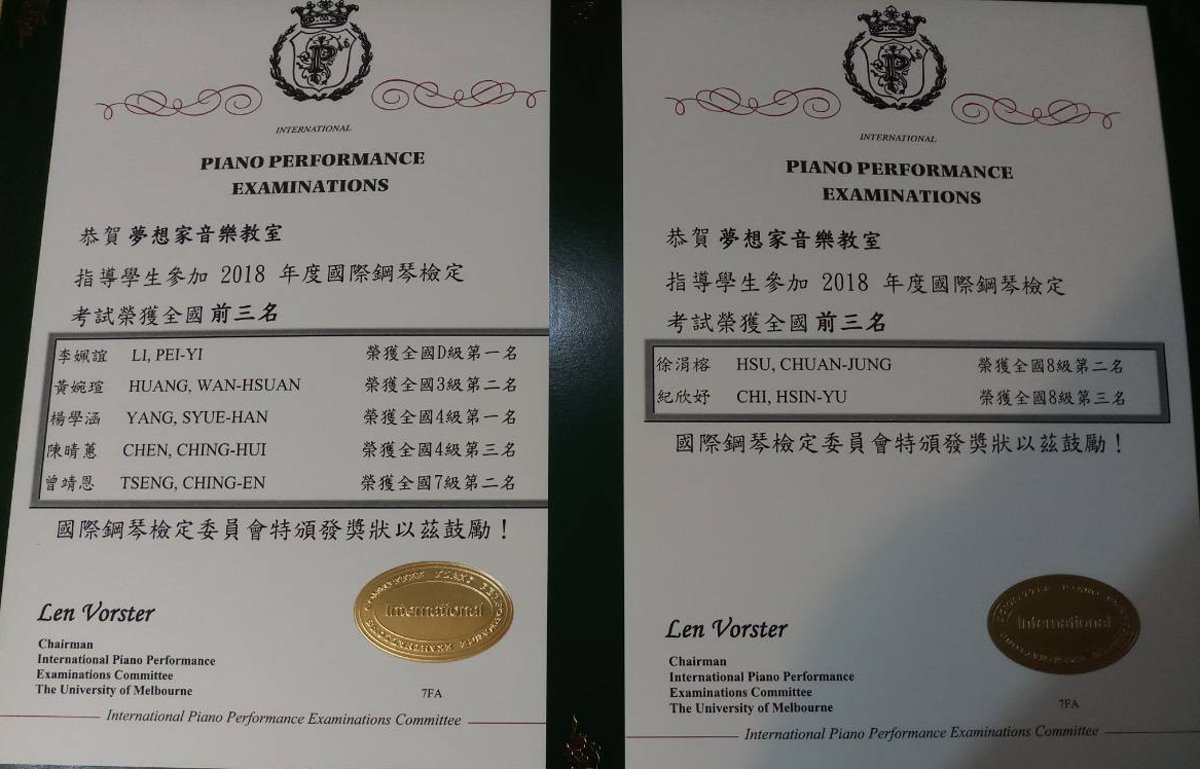 INTERNATIONAL
PIANO PERFORMANCE
EXAMINATIONS
恭賀 夢想家音樂教室
指導學生參加 2018 年度國際鋼琴檢定
考試榮獲全國 前三名
李姵誼 LI, PEI-YI 榮獲全國D級第一名
黃婉瑄 HUANG, WAN-HSUAN 榮獲全國3級第二名
楊學涵 YANG, SYUE-HAN 榮獲全國4級第一名
陳晴蕙 CHEN, CHING-HUI 榮獲全國4級第三名
曾靖恩 TSENG, CHING-EN 榮獲全國7級第二名
國際鋼琴檢定委員會特頒發獎狀以茲鼓勵！
Len Vorster
Chairman
International Piano Performance
Examinations Committee
The University of Melbourne
International
7FA
International Piano Performance Examinations Committee
INTERNATIONAL
PIANO PERFORMANCE
EXAMINATIONS
恭賀 夢想家音樂教室
指導學生參加 2018 年度國際鋼琴檢定
考試榮獲全國 前三名
徐涓榕 HSU, CHUAN-JUNG 榮獲全國8級第二名
紀欣妤 CHI, HSIN-YU 榮獲全國8級第三名
國際鋼琴檢定委員會特頒發獎狀以茲鼓勵！
Len Vorster
Chairman
International Piano Performance
Examinations Committee
The University of Melbourne
International
7FA
International Piano Performance Examinations Committee